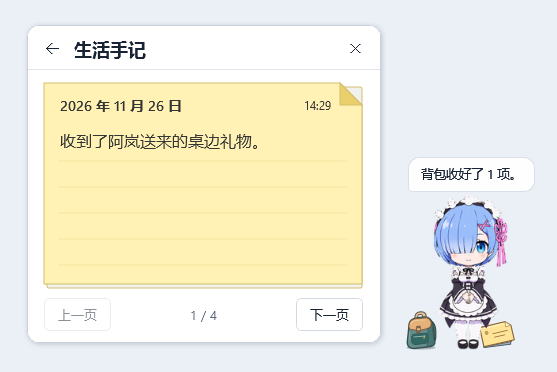 生活手记
2026 年 11 月 26 日
14:29
收到了阿岚送来的桌边礼物。
背包收好了 1 项。
上一页
1 / 4
下一页